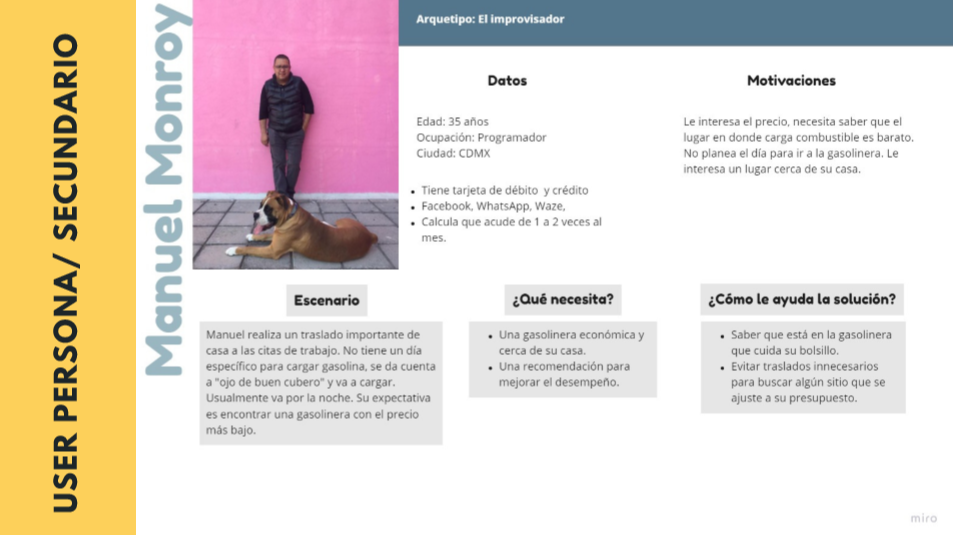 USER PERSONA/ SECUNDARIO
Manuel Monroy
Arquetipo: El improvisador
Datos
Edad: 35 años
Ocupación: Programador
Ciudad: CDMX
Tiene tarjeta de débito y crédito
Facebook, WhatsApp, Waze,
Calcula que acude de 1 a 2 veces al
mes.
Motivaciones
Le interesa el precio, necesita saber que el
lugar en donde carga combustible es barato.
No planea el día para ir a la gasolinera. Le
interesa un lugar cerca de su casa.
Escenario
Manuel realiza un traslado importante de
casa a las citas de trabajo. No tiene un día
específico para cargar gasolina, se da cuenta
a "ojo de buen cubero" y va a cargar.
Usualmente va por la noche. Su expectativa
es encontrar una gasolinera con el precio
más bajo.
¿Qué necesita?
Una gasolinera económica y
cerca de su casa.
Una recomendación para
mejorar el desempeño.
¿Cómo le ayuda la solución?
Saber que está en la gasolinera
que cuida su bolsillo.
Evitar traslados innecesarios
para buscar algún sitio que se
ajuste a su presupuesto.
miro